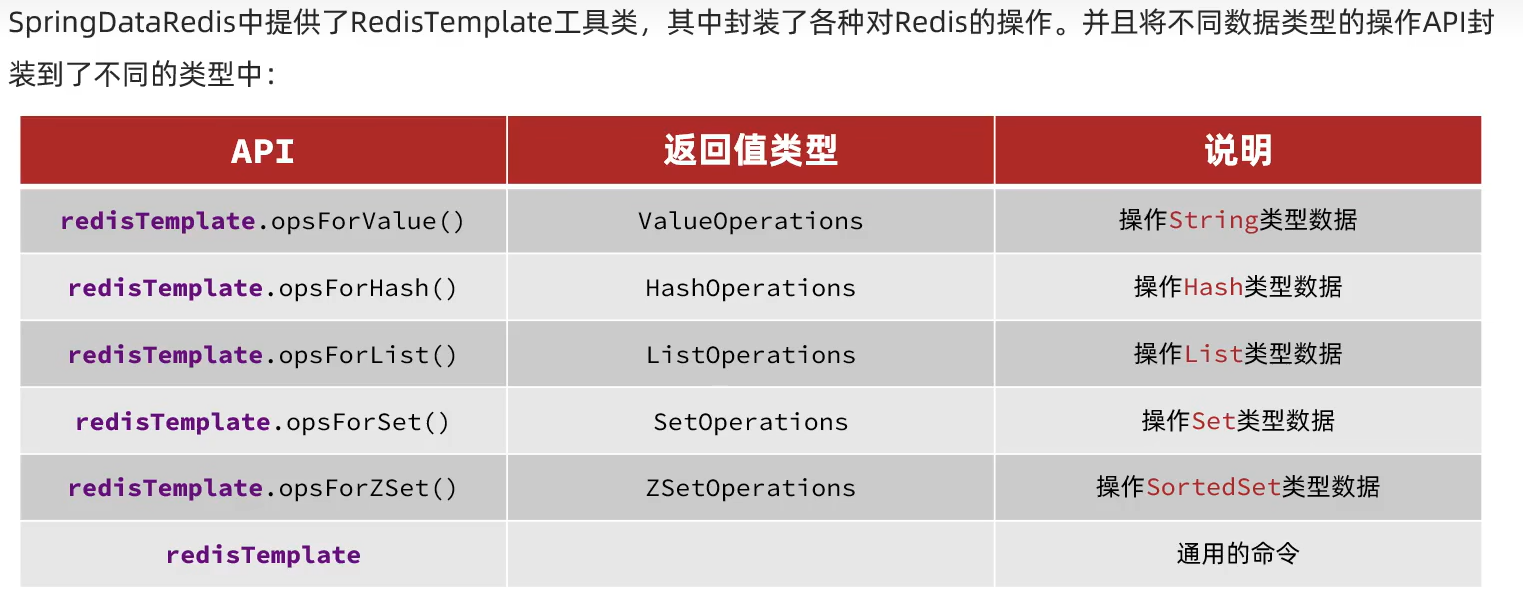 SpringDataRedis中提供了RedisTemplate工具类，其中封装了各种对Redis的操作。并且将不同数据类型的操作API封
装到了不同的类型中：
API 返回值类型 说明
redisTemplate.opsForValue() ValueOperations 操作String类型数据
redisTemplate.opsForHash() HashOperations 操作Hash类型数据
redisTemplate.opsForList() ListOperations 操作List类型数据
redisTemplate.opsForSet() SetOperations 操作Set类型数据
redisTemplate.opsForZSet() ZSetOperations 操作SortedSet类型数据
redisTemplate 通用的命令